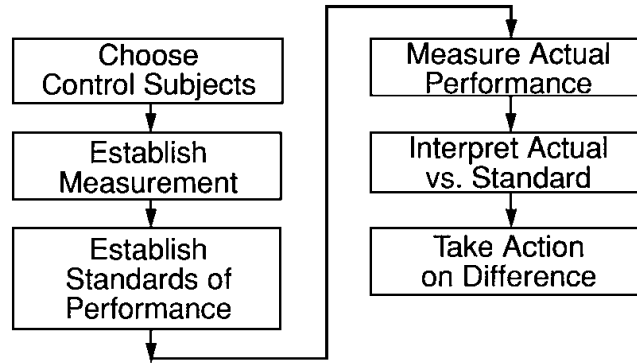 Choose
Control Subjects
Establish
Measurement
Establish
Standards of
Performance
Measure Actual
Performance
Interpret Actual
vs. Standard
Take Action
on Difference